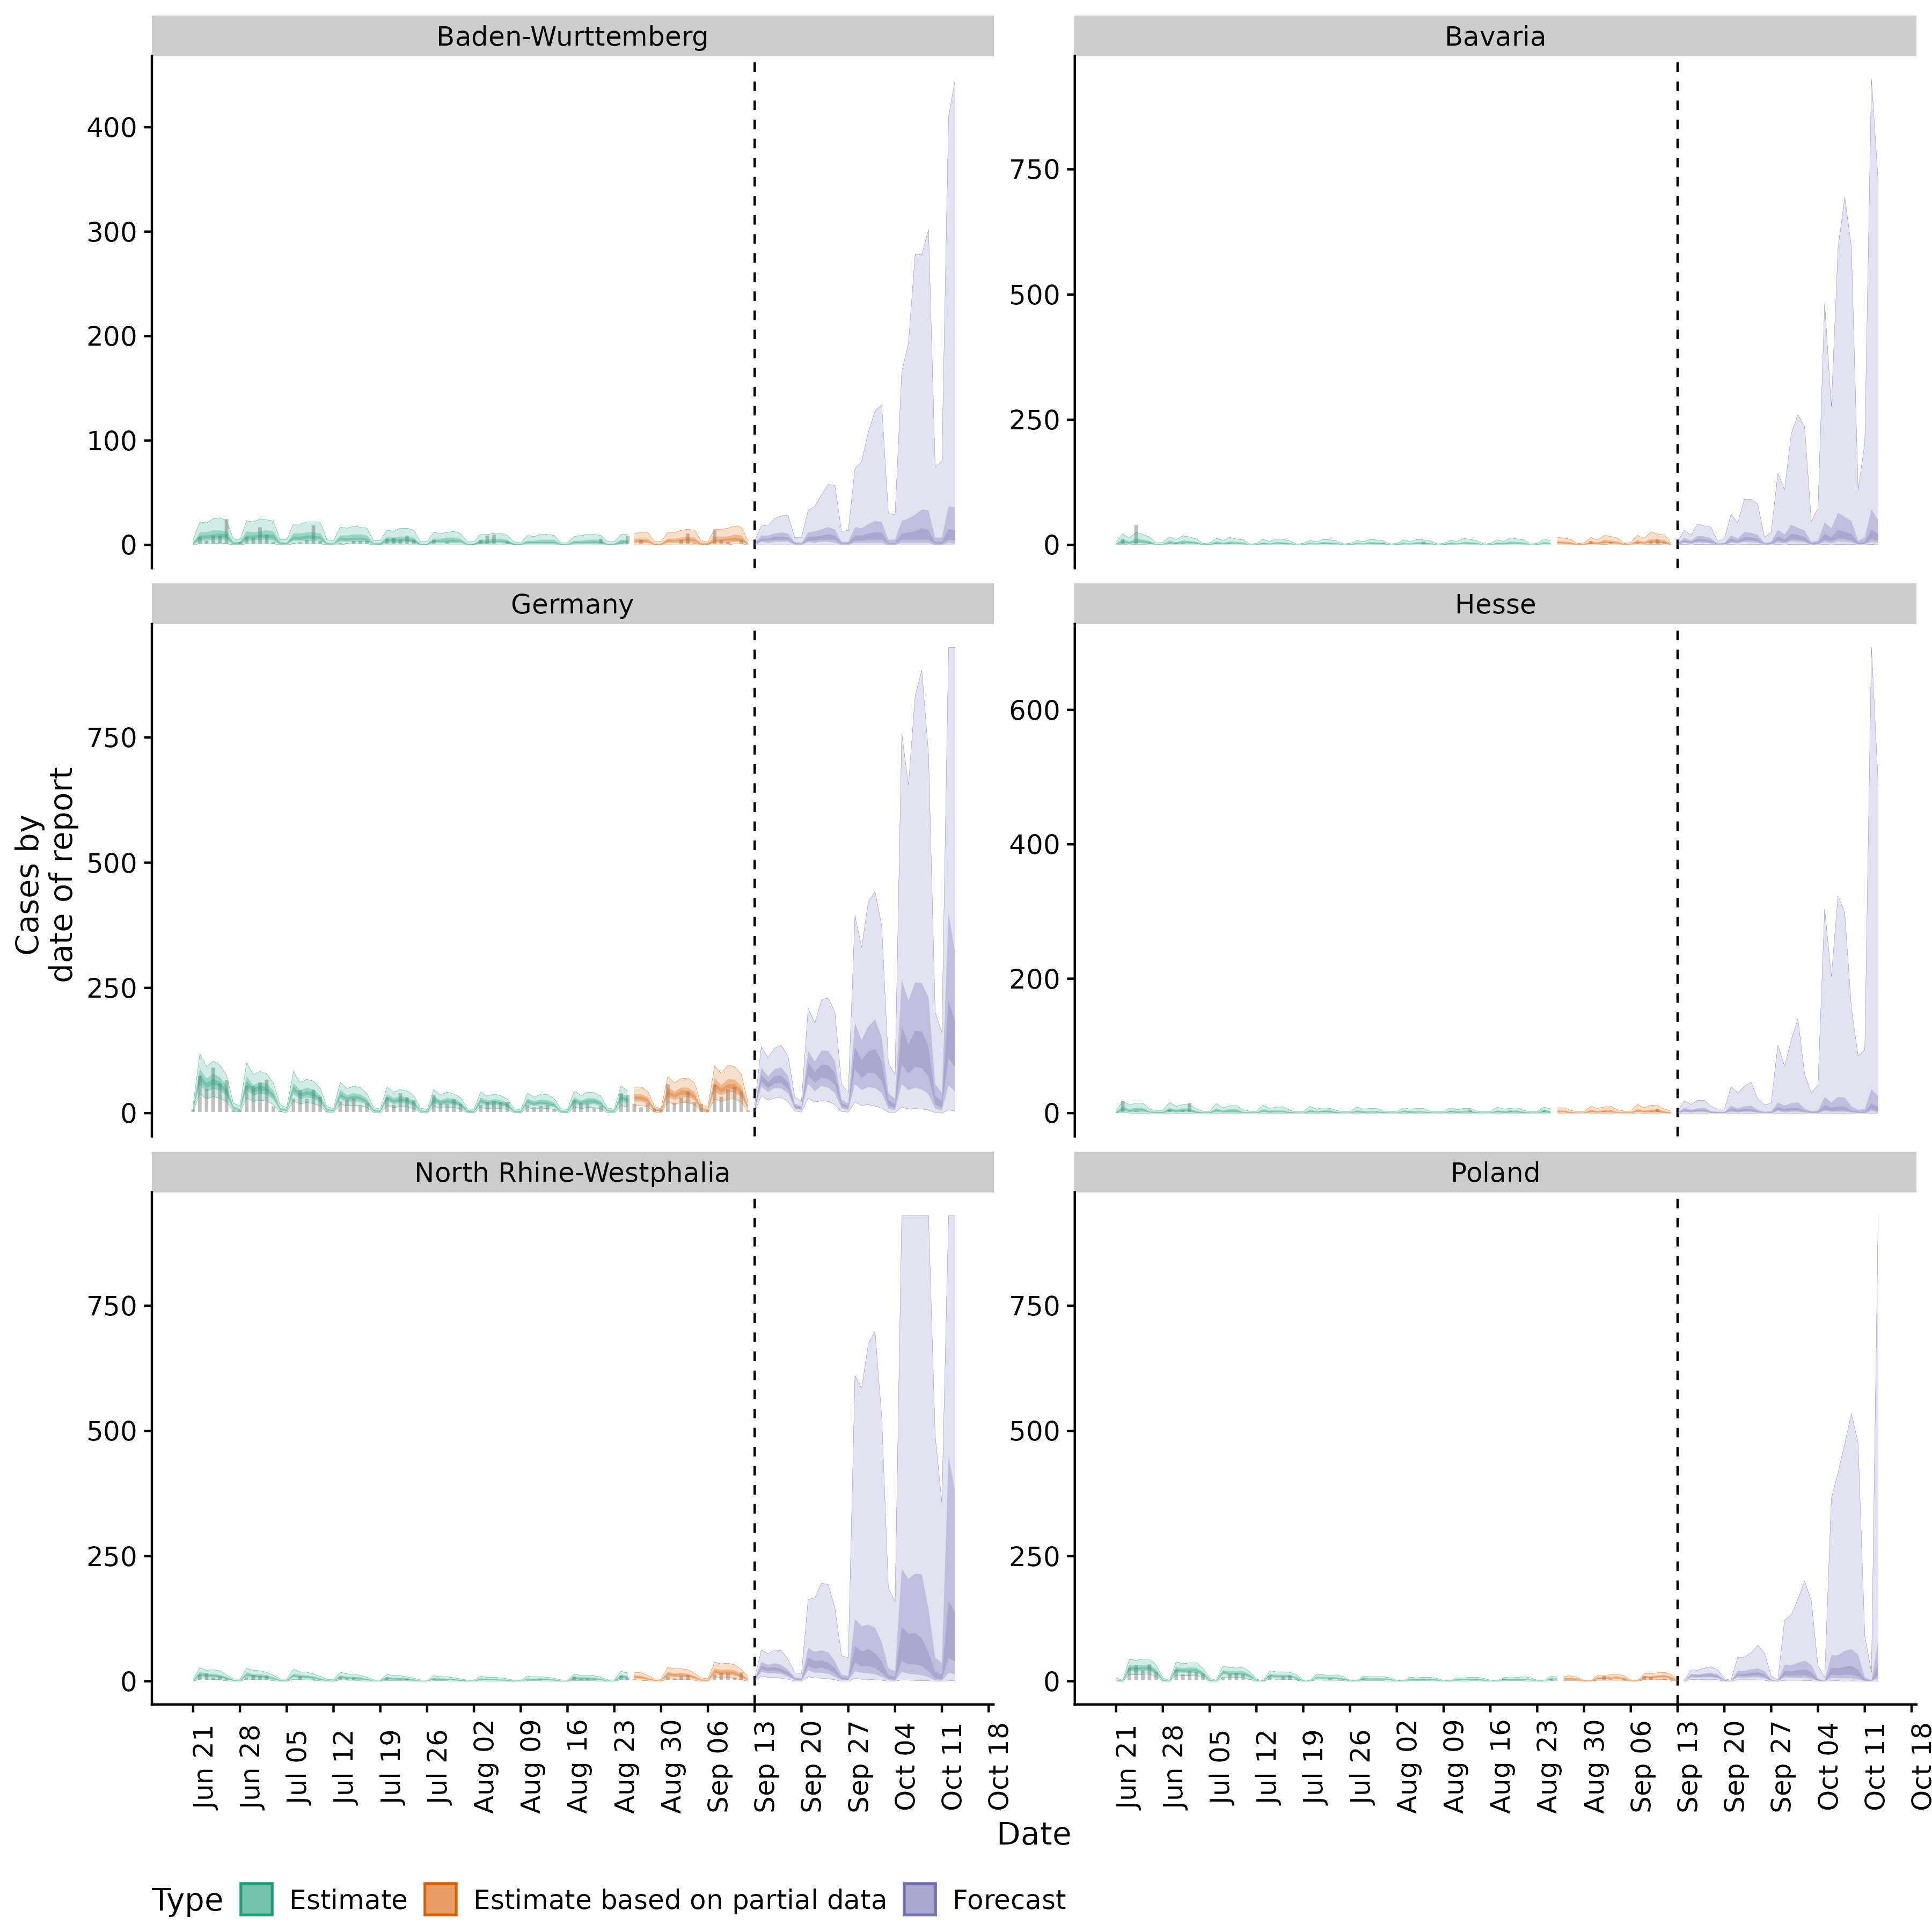 Baden-Wurttemberg
400
300
200
100
0
Bavaria
750
500
250
0
Germany
750
500
250
0
Hesse
600
400
200
0
Cases by
date of report
North Rhine-Westphalia
750
500
250
0
Poland
750
500
250
0
Jun 21
Jun 28
Jul 05
Jul 12
Jul 19
Jul 26
Aug 02
Aug 09
Aug 16
Aug 23
Aug 30
Sep 06
Sep 13
Sep 20
Sep 27
Oct 04
Oct 11
Oct 18
Jun 21
Jun 28
Jul 05
Jul 12
Jul 19
Jul 26
Aug 02
Aug 09
Aug 16
Aug 23
Aug 30
Sep 06
Sep 13
Sep 20
Sep 27
Oct 04
Oct 11
Oct 18
Date
Type Estimate Estimate based on partial data Forecast